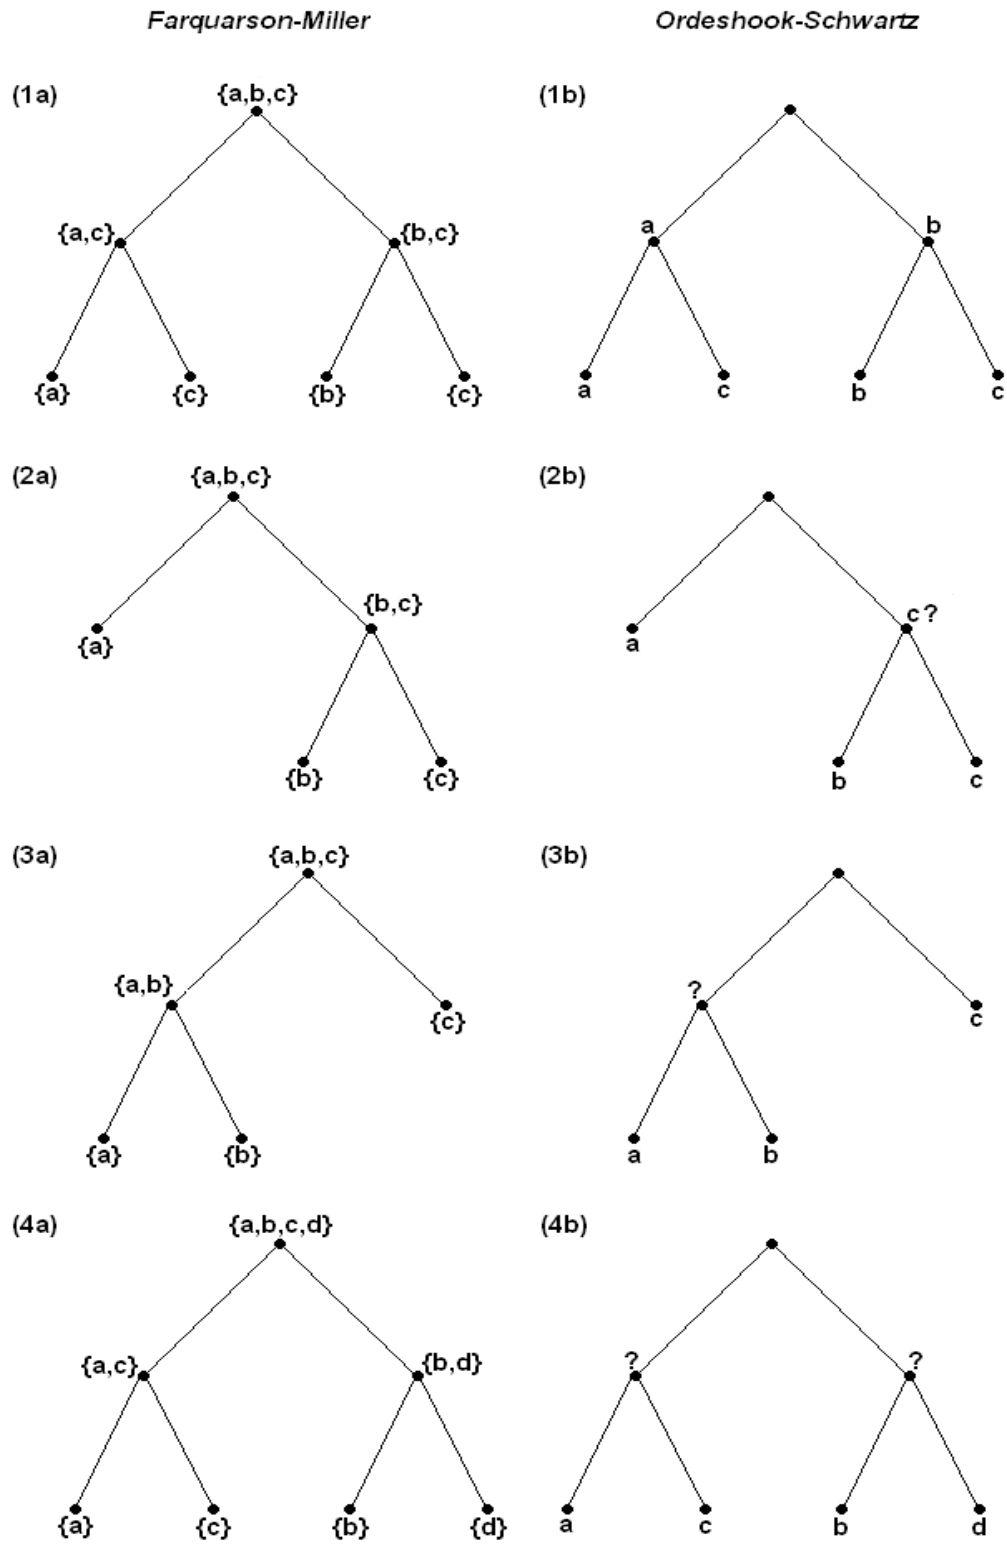 Farquarson-Miller Ordeshook-Schwartz
(1a) {a,b,c} (1b)
{a,c} {b,c} a b
{a} {c} {b} {c} a c b c
(2a) {a,b,c} (2b)
{a} {b,c} a c?
{b} {c} b c
(3a) {a,b,c} (3b)
{a,b} {c} ? c
{a} {b} a b
(4a) {a,b,c,d} (4b)
{a,c} {b,d} ? ?
{a} {c} {b} {d} a c b d